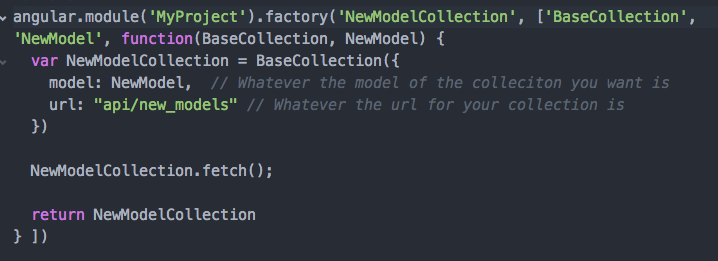 angular.module('MyProject').factory('NewModelCollection', ['BaseCollection',
'NewModel', function(BaseCollection, NewModel) {
  var NewModelCollection = BaseCollection({
    model: NewModel,  // Whatever the model of the colleciton you want is
    url: "api/new_models" // Whatever the url for your collection is
  })

  NewModelCollection.fetch();

  return NewModelCollection
} ])